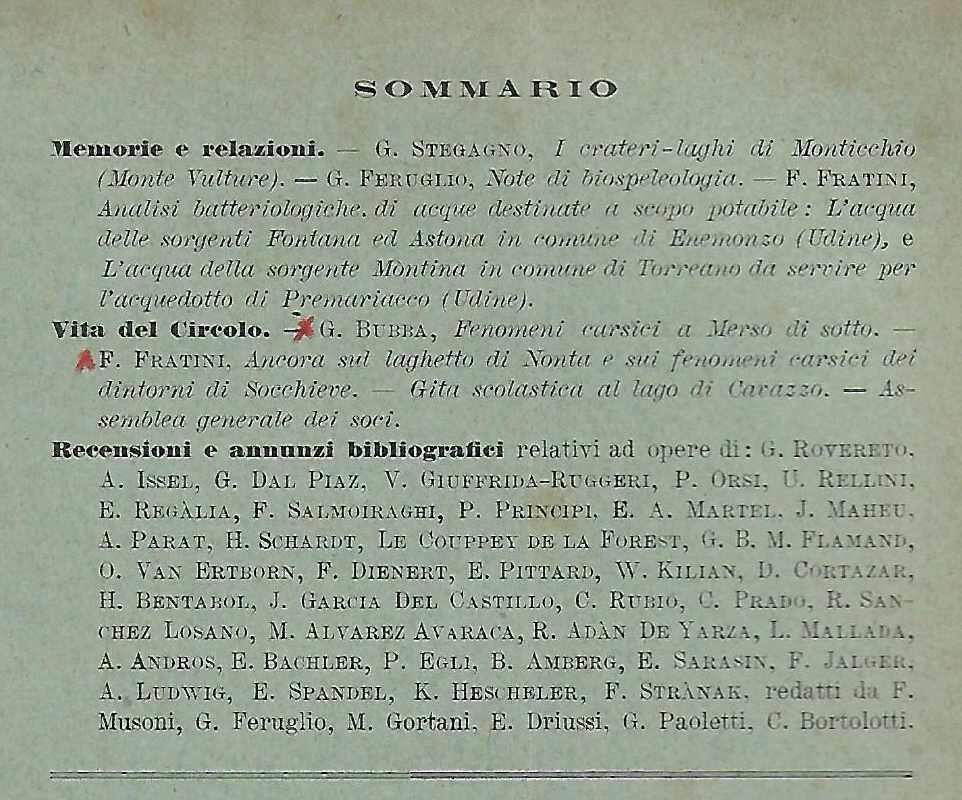 SOMMARIO
Memorie e relazioni. — G. STEGAGNO, I crateri-laghi di Monticchio
(Monte Vulture). — G. FERUGLIO, Note di biospeleologia. — F. FRATINI,
Analisi batteriologiche di acque destinate a scopo potabile: L'acqua
delle sorgenti Fontana ed Astona in comune di Enemonzo (Udine), e
L'acqua della sorgente Montina in comune di Torreano da servire per
l'acquedotto di Premariacco (Udine).
Vita del Circolo. — G. BUBBA, Fenomeni carsici a Merso di sotto. —
F. FRATINI, Ancora sul laghetto di Nonta e sui fenomeni carsici dei
dintorni di Socchieve. — Gita scolastica al lago di Cavazzo. — As-
semblea generale dei soci.
Recensioni e annunzi bibliografici relativi ad opere di: G. ROVERETO,
A. ISSEL, G. DAL PIAZ, V. GIUFFRIDA-RUGGERI, P. ORSI, U. RELLINI,
E. REGÀLIA, F. SALMOIRAGHI, P. PRINCIPI, E. A. MARTEL, J. MAHEU,
A. PARAT, H. SCHARDT, LE COUPPEY DE LA FOREST, G. B. M. FLAMAND,
O. VAN ERTBORN, F. DIENERT, E. PITTARD, W. KILIAN, D. CORTAZAR,
H. BENTABOL, J. GARCIA DEL CASTILLO, C. RUBIO, C. PRADO, R. SAN-
CHEZ LOSANO, M. ALVAREZ AVARACA, R. ADÀN DE YARZA, L. MALLADA,
A. ANDROS, E. BACHLER, P. EGLI, B. AMBERG, E. SARASIN, F. JALGER,
A. LUDWIG, E. SPANDEL, K. HESCHELER, F. STRÀNAK, redatti da F.
Musoni, G. Feruglio, M. Gortani, E. Driussi, G. Paoletti, C. Bortolotti.